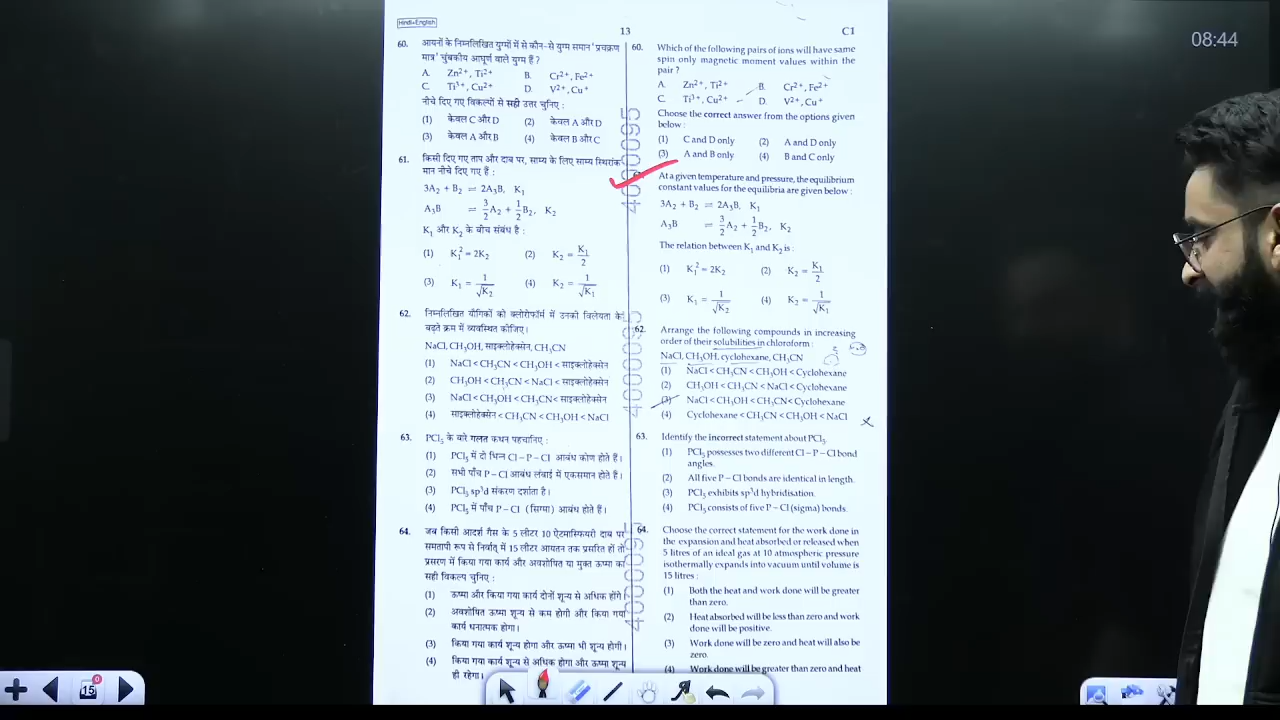 Hindi+English
13
C1
08:44
60. आयनों के निम्नलिखित युग्मों में से कौन-से युग्म समान 'प्रचक्रण
मात्र' चुंबकीय आघूर्ण वाले युग्म हैं ?
A. Zn²⁺, Ti²⁺ B. Cr²⁺, Fe²⁺
C. Ti³⁺, Cu²⁺ D. V²⁺, Cu⁺
नीचे दिए गए विकल्पों से सही उत्तर चुनिए :
(1) केवल C और D (2) केवल A और D
(3) केवल A और B (4) केवल B और C
61. किसी दिए गए ताप और दाब पर, साम्य के लिए साम्य स्थिरांक
मान नीचे दिए गए हैं :
3A₂ + B₂ ⇌ 2A₃B, K₁
A₃B ⇌ 3/2 A₂ + 1/2 B₂, K₂
K₁ और K₂ के बीच संबंध है :
(1) K₁² = 2K₂ (2) K₂ = K₁/2
(3) K₁ = 1/√K₂ (4) K₂ = 1/√K₁
62. निम्नलिखित यौगिकों को क्लोरोफॉर्म में उनको विलेयता के
बढ़ते क्रम में व्यवस्थित कीजिए।
NaCl, CH₃OH, साइक्लोहेक्सेन, CH₃CN
(1) NaCl < CH₃CN < CH₃OH < साइक्लोहेक्सेन
(2) CH₃OH < CH₃CN < NaCl < साइक्लोहेक्सेन
(3) NaCl < CH₃OH < CH₃CN < साइक्लोहेक्सेन
(4) साइक्लोहेक्सेन < CH₃CN < CH₃OH < NaCl
63. PCl₅ के बारे गलत कथन पहचानिए :
(1) PCl₅ में दो भिन्न Cl – P – Cl आबंध कोण होते हैं।
(2) सभी पाँच P – Cl आबंध लंबाई में एकसमान होते हैं।
(3) PCl₅ sp³d संकरण दर्शाता है।
(4) PCl₅ में पाँच P – Cl (सिग्मा) आबंध होते हैं।
64. जब किसी आदर्श गैस के 5 लीटर 10 ऐटमास्फियरी दाब पर
समतापी रूप से निर्वात् में 15 लीटर आयतन तक प्रसरित हों तो
प्रसरण में किया गया कार्य और अवशोषित या मुक्त ऊष्मा का
सही विकल्प चुनिए :
(1) ऊष्मा और किया गया कार्य दोनों शून्य से अधिक होंगे।
(2) अवशोषित ऊष्मा शून्य से कम होगी और किया गया
कार्य धनात्मक होगा।
(3) किया गया कार्य शून्य होगा और ऊष्मा भी शून्य होगी।
(4) किया गया कार्य शून्य से अधिक होगा और ऊष्मा शून्य
ही रहेगा।
60. Which of the following pairs of ions will have same
spin only magnetic moment values within the
pair ?
A. Zn²⁺, Ti²⁺ B. Cr²⁺, Fe²⁺
C. Ti³⁺, Cu²⁺ D. V²⁺, Cu⁺
Choose the correct answer from the options given
below :
(1) C and D only (2) A and D only
(3) A and B only (4) B and C only
At a given temperature and pressure, the equilibrium
constant values for the equilibria are given below :
3A₂ + B₂ ⇌ 2A₃B, K₁
A₃B ⇌ 3/2 A₂ + 1/2 B₂, K₂
The relation between K₁ and K₂ is :
(1) K₁² = 2K₂ (2) K₂ = K₁/2
(3) K₁ = 1/√K₂ (4) K₂ = 1/√K₁
62. Arrange the following compounds in increasing
order of their solubilities in chloroform :
NaCl, CH₃OH, cyclohexane, CH₃CN
(1) NaCl < CH₃CN < CH₃OH < Cyclohexane
(2) CH₃OH < CH₃CN < NaCl < Cyclohexane
(3) NaCl < CH₃OH < CH₃CN < Cyclohexane
(4) Cyclohexane < CH₃CN < CH₃OH < NaCl
63. Identify the incorrect statement about PCl₅.
(1) PCl₅ possesses two different Cl – P – Cl bond
angles.
(2) All five P – Cl bonds are identical in length.
(3) PCl₅ exhibits sp³d hybridisation.
(4) PCl₅ consists of five P – Cl (sigma) bonds.
64. Choose the correct statement for the work done in
the expansion and heat absorbed or released when
5 litres of an ideal gas at 10 atmospheric pressure
isothermally expands into vacuum until volume is
15 litres :
(1) Both the heat and work done will be greater
than zero.
(2) Heat absorbed will be less than zero and work
done will be positive.
(3) Work done will be zero and heat will also be
zero.
(4) Work done will be greater than zero and heat
15
0